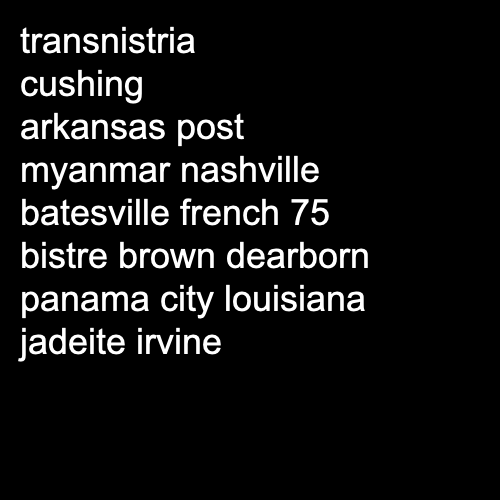 transnistria
cushing
arkansas post
myanmar nashville
batesville french 75
bistre brown dearborn
panama city louisiana
jadeite irvine